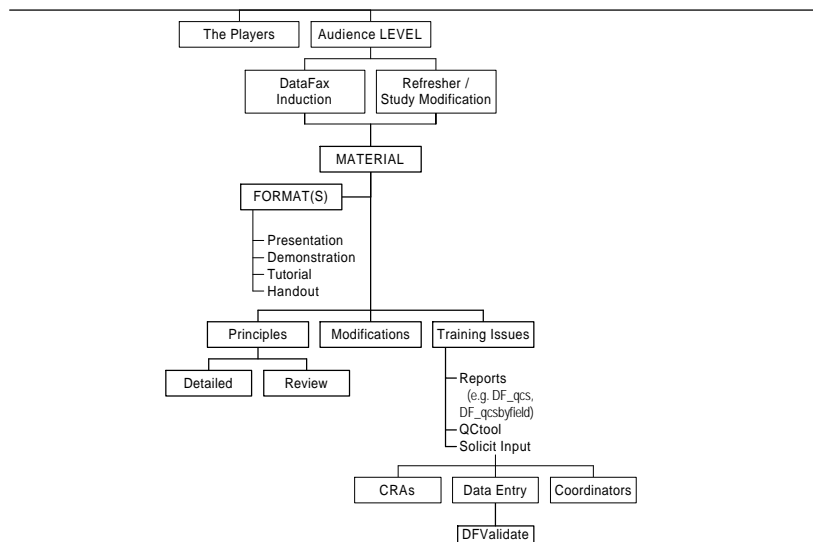 The Players
Audience LEVEL
DataFax
Induction
Refresher /
Study Modification
MATERIAL
FORMAT(S)
Presentation
Demonstration
Tutorial
Handout
Principles
Modifications
Training Issues
Detailed
Review
Reports
(e.g. DF_qcs,
DF_qcsbyfield)
QCtool
Solicit Input
CRAs
Data Entry
Coordinators
DFValidate